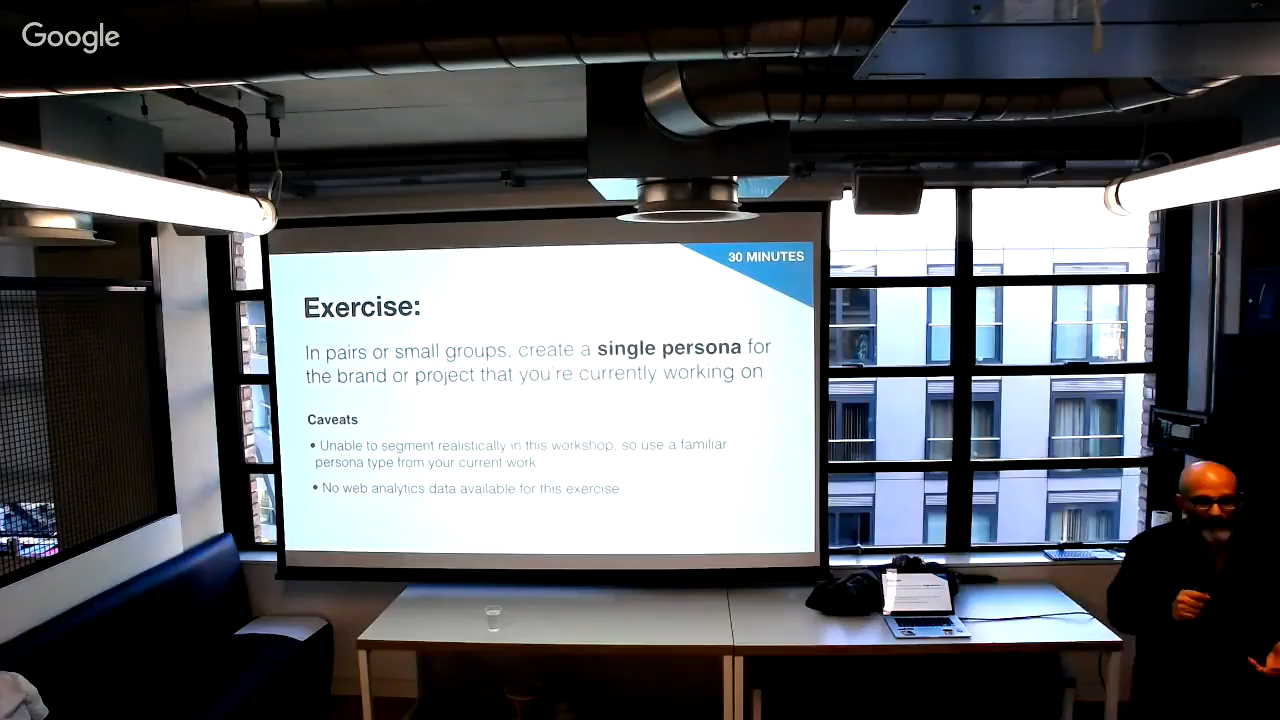 Google
30 MINUTES
Exercise:
In pairs or small groups, create a single persona for
the brand or project that you're currently working on
Caveats
• Unable to segment realistically in this workshop, so use a familiar
persona type from your current work
• No web analytics data available for this exercise